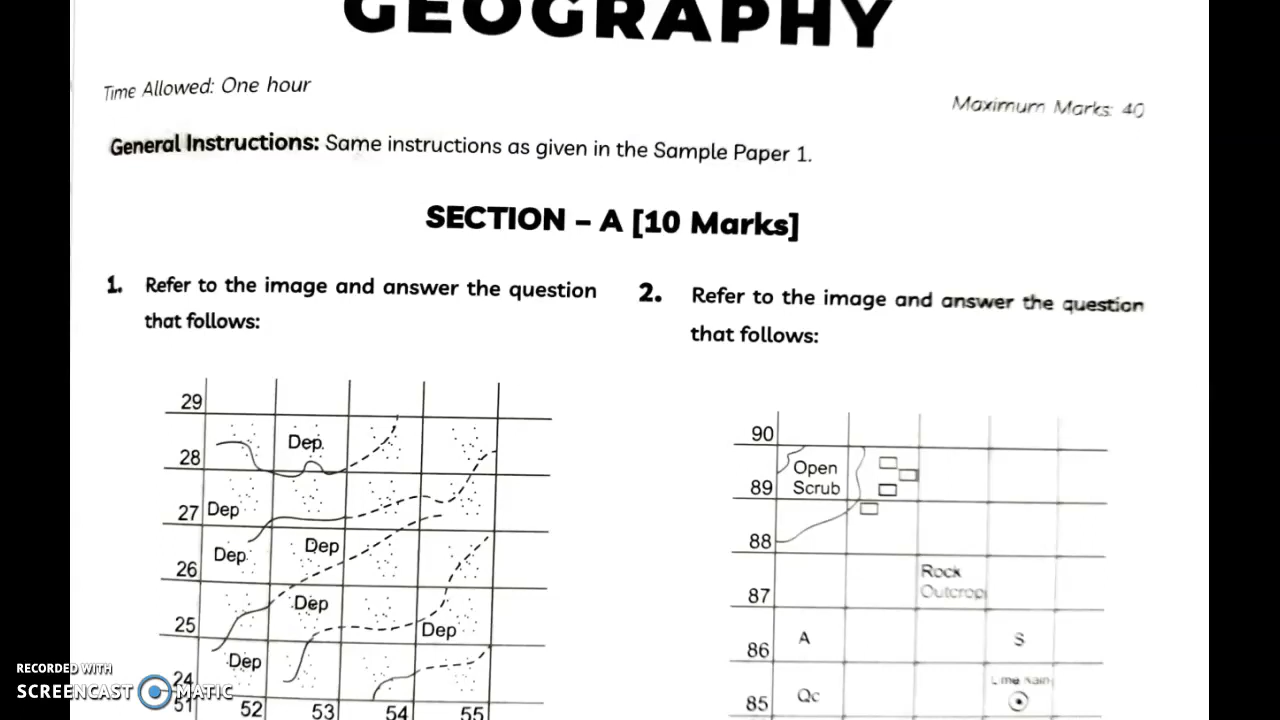 GEOGRAPHY
Time Allowed: One hour
Maximum Marks: 40
General Instructions: Same instructions as given in the Sample Paper 1.
SECTION – A [10 Marks]
1. Refer to the image and answer the question
that follows:
29
Dep
28
Dep
27
Dep
Dep
26
Dep
25
Dep
Dep
24
51 52 53 54 55
2. Refer to the image and answer the question
that follows:
90
Open
Scrub
89
88
Rock
Outcrop
87
A
S
86
Lime Kiln
Qc
85
RECORDED WITH
SCREENCAST MATIC